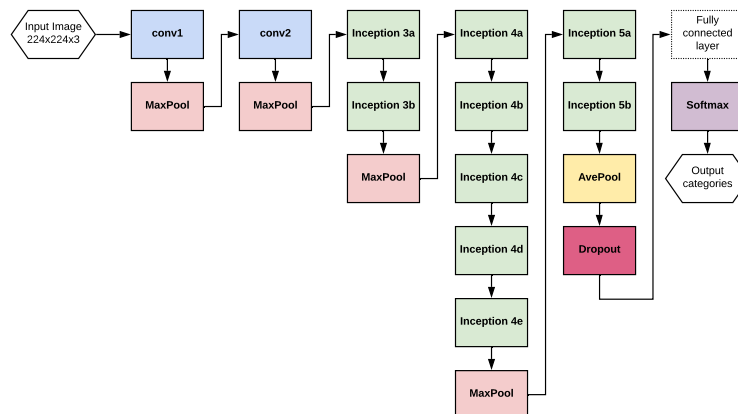 Input Image
224x224x3
conv1
MaxPool
conv2
MaxPool
Inception 3a
Inception 3b
MaxPool
Inception 4a
Inception 4b
Inception 4c
Inception 4d
Inception 4e
MaxPool
Inception 5a
Inception 5b
AvePool
Dropout
Fully
connected
layer
Softmax
Output
categories